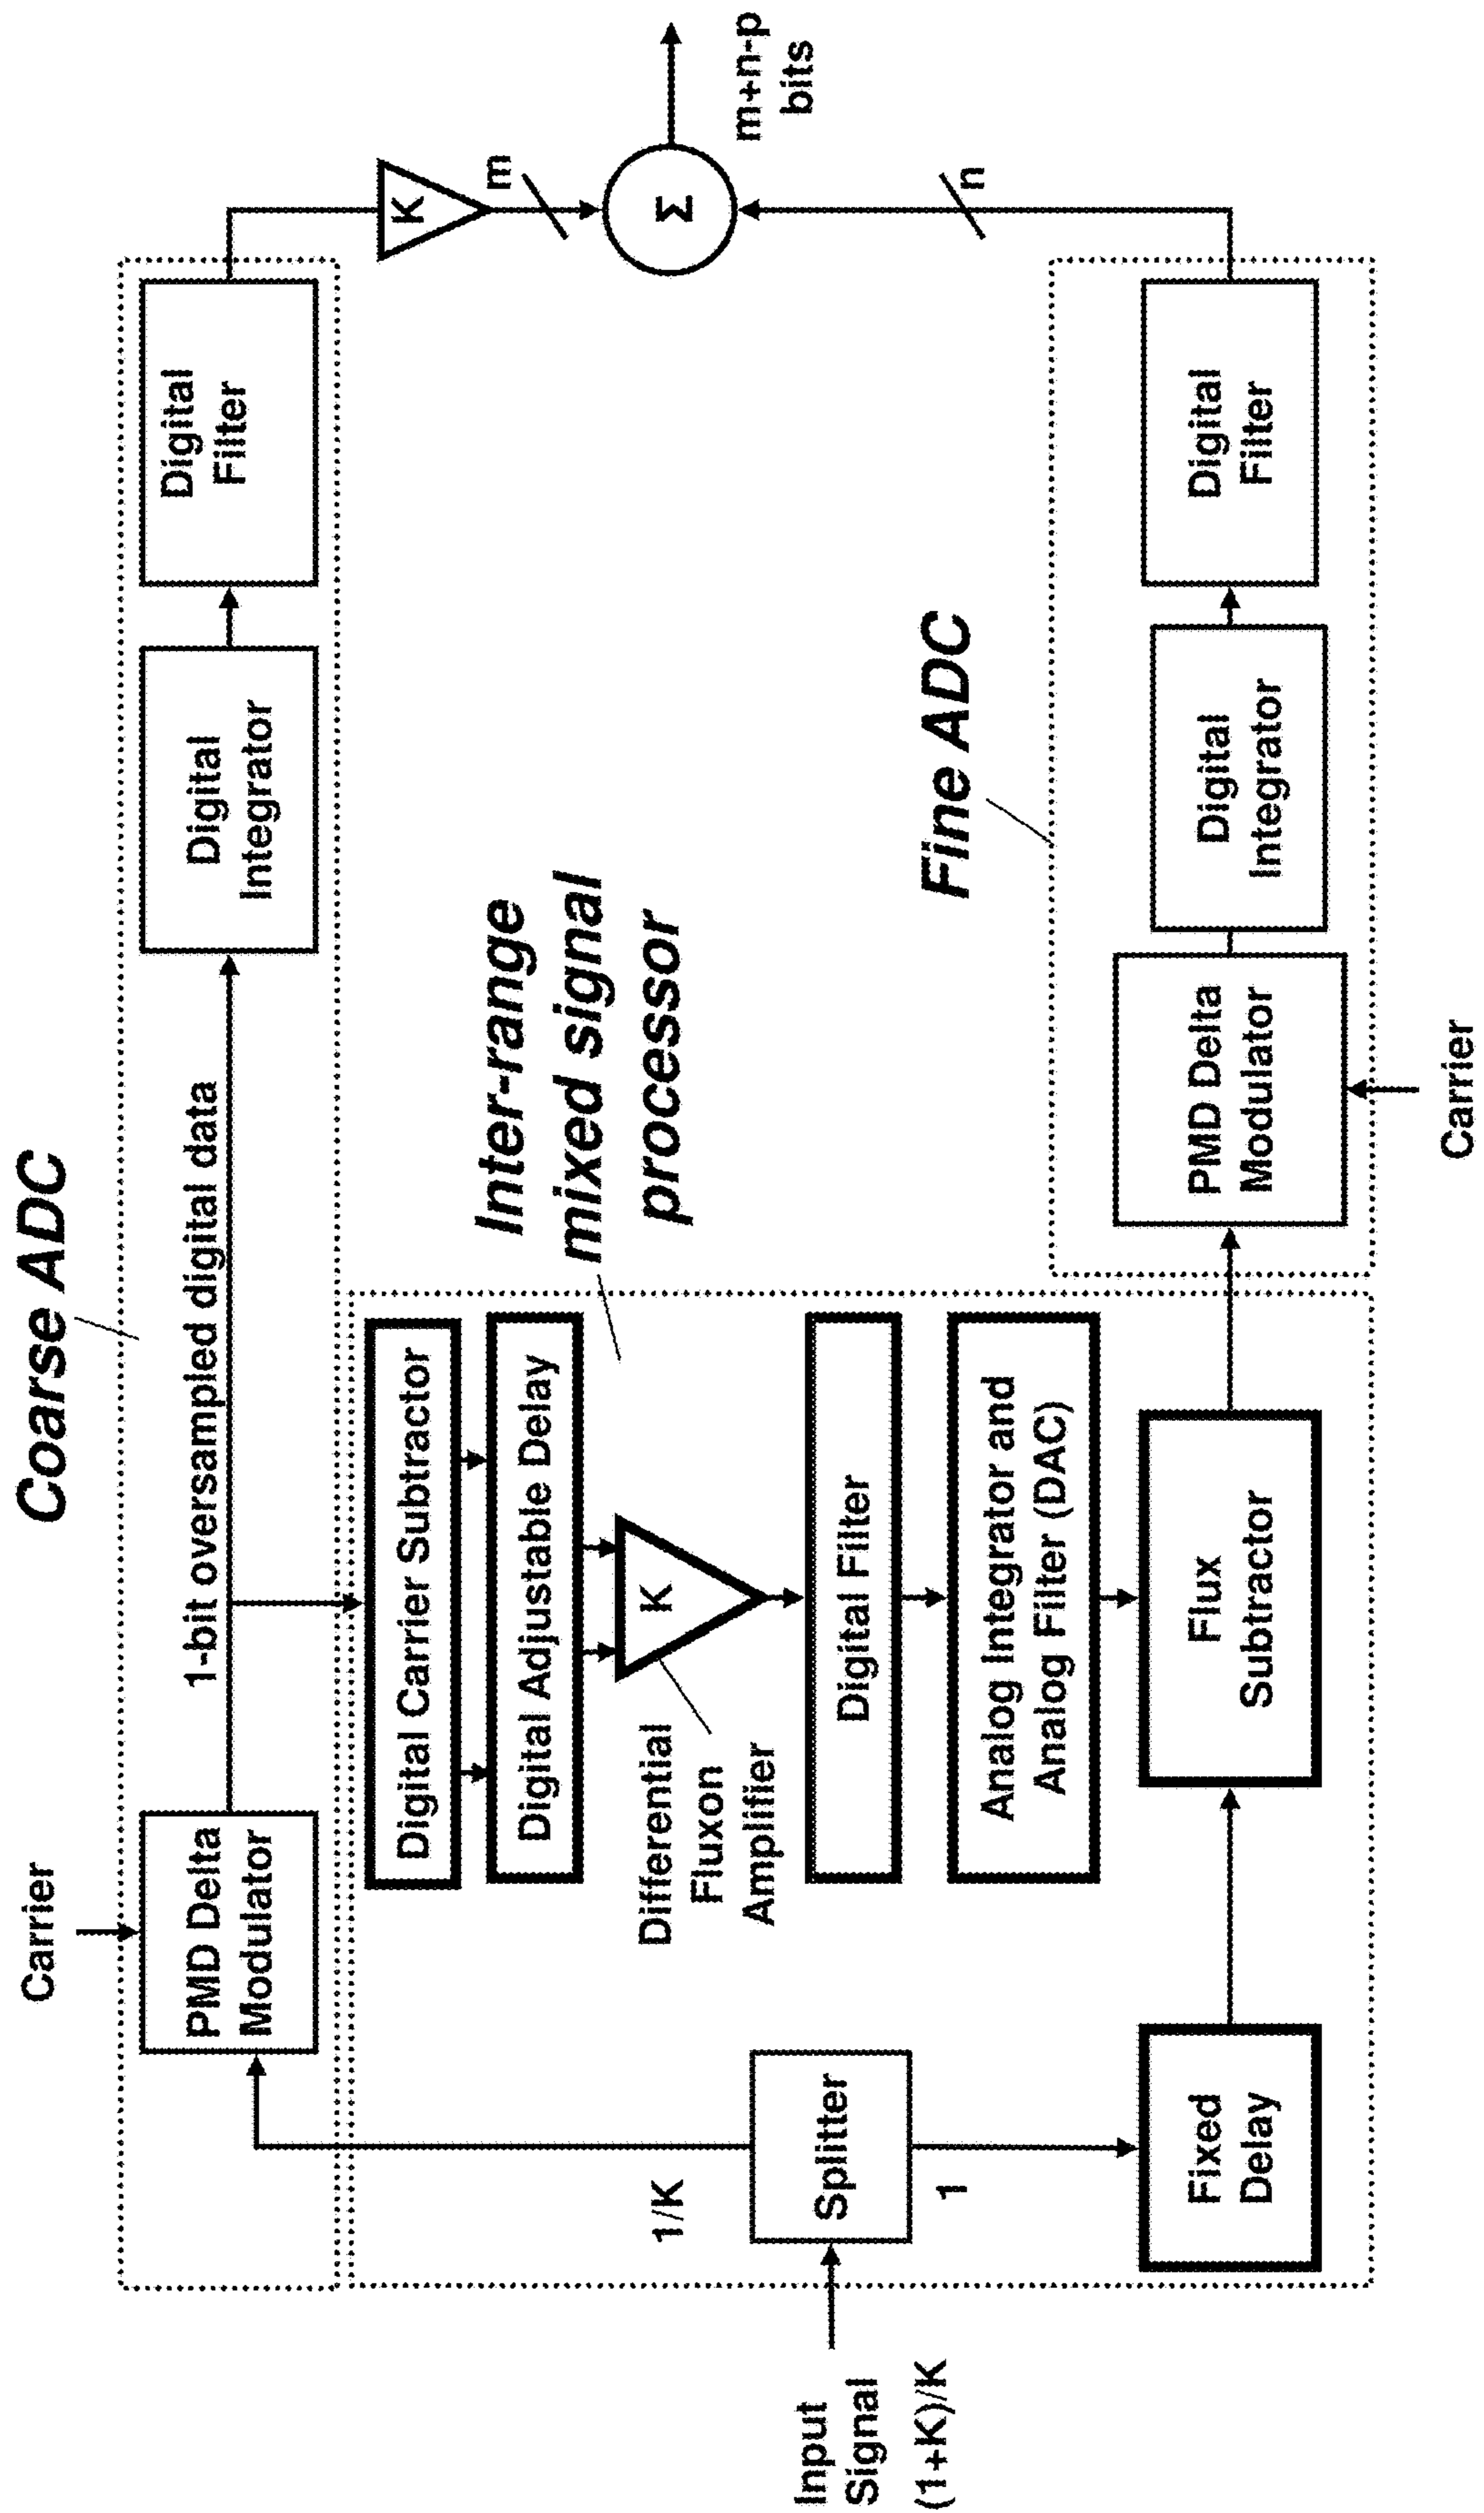 Coarse ADC
Carrier
PMD Delta
Modulator
1-bit oversampled digital data
Digital
Integrator
Digital
Filter
K
m
Σ
m+n-p
bits
n
Digital Carrier Subtractor
Digital Adjustable Delay
Differential
Fluxon
Amplifier
K
Digital Filter
Analog Integrator and
Analog Filter (DAC)
Inter-range
mixed signal
processor
Input
Signal
(1+K)/K
1/K
Splitter
1
Fixed
Delay
Flux
Subtractor
Fine ADC
PMD Delta
Modulator
Carrier
Digital
Integrator
Digital
Filter